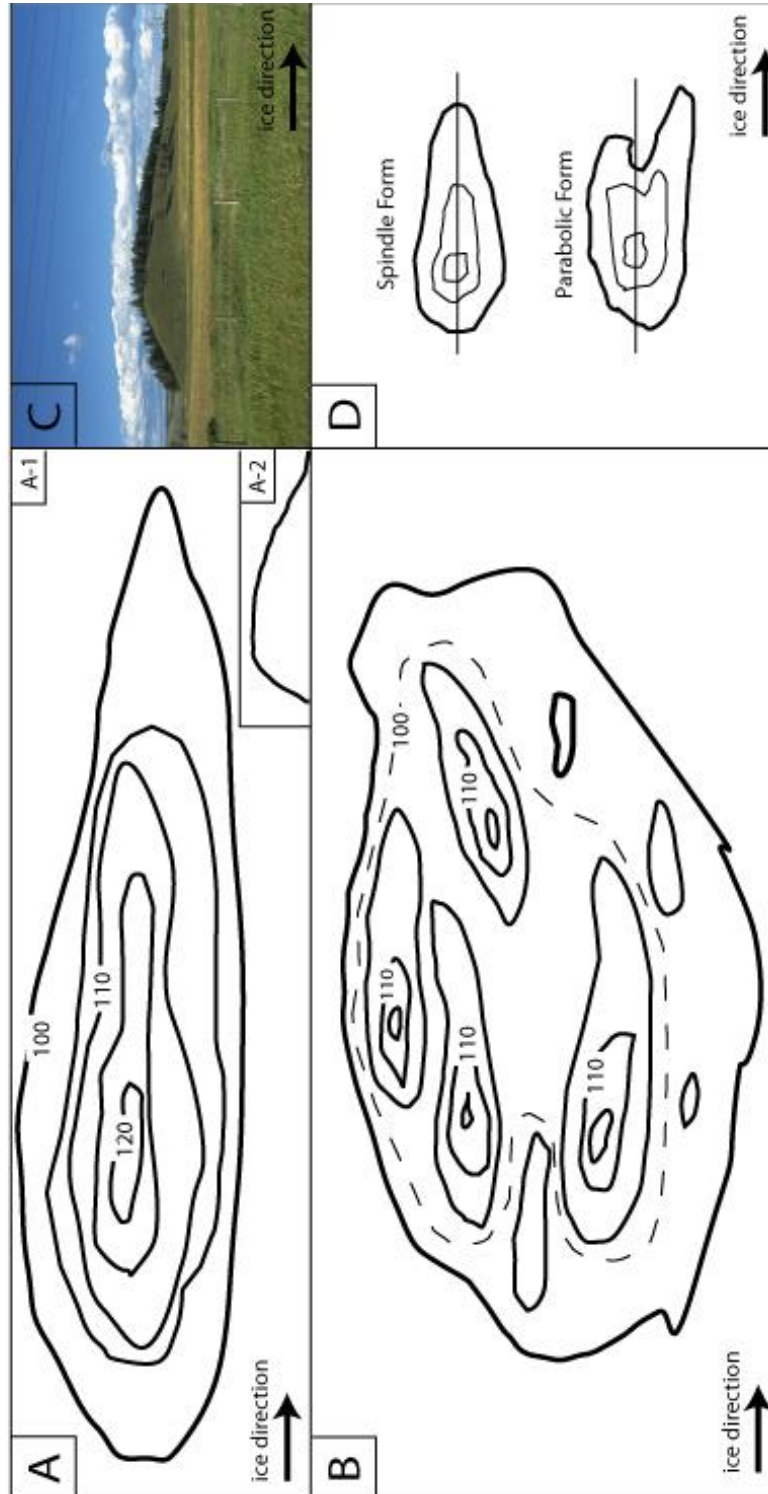 A
A-1
100
110
120
A-2
ice direction
B
100
110
110
110
110
ice direction
C
ice direction
D
Spindle Form
Parabolic Form
ice direction